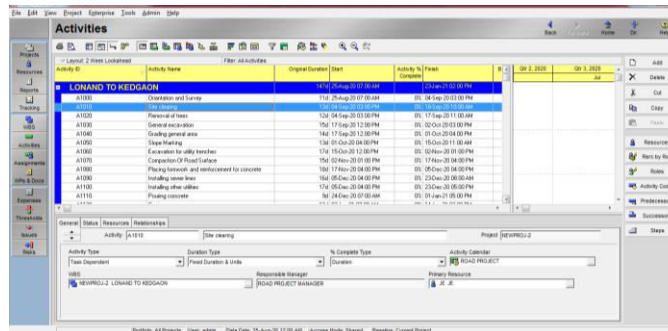 File Edit View Project Enterprise Tools Admin Help
Activities
Back
Home
Dir.
Projects
Resources
Reports
Tracking
WBS
Activities
Assignments
WPs & Docs
Expenses
Thresholds
Issues
Risks
Layout: 2 Week Lookahead Filter: All Activities
Activity ID Activity Name Original Duration Start Activity % Complete Finish Qtr 2, 2020 Qtr 3, 2020
Jul
LONAND TO KEDGAON 147d 25-Aug-20 07:00 AM 23-Jan-21 02:00 PM
A1000 Orientation and Survey 11d 25-Aug-20 07:00 AM 0% 04-Sep-20 03:00 PM
A1010 Site clearing 13d 04-Sep-20 03:00 PM 0%
A1020 Removal of trees 12d 04-Sep-20 03:00 PM 0% 17-Sep-20 11:00 AM
A1030 General excavation 15d 17-Sep-20 12:00 PM 0% 02-Oct-20 03:00 PM
A1040 Grading general area 14d 17-Sep-20 12:00 PM 0% 01-Oct-20 04:00 PM
A1050 Slope Marking 13d 01-Oct-20 04:00 PM 0% 15-Oct-20 11:00 AM
A1060 Excavation for utility trenches 17d 15-Oct-20 12:00 PM 0% 02-Nov-20 01:00 PM
A1070 Compaction Of Road Surface 15d 02-Nov-20 01:00 PM 0% 17-Nov-20 04:00 PM
A1080 Placing formwork and reinforcement for concrete 18d 17-Nov-20 04:00 PM 0% 05-Dec-20 04:00 PM
A1090 Installing sewer lines 16d 05-Dec-20 04:00 PM 0% 23-Dec-20 08:00 AM
A1100 Installing other utilities 17d 05-Dec-20 04:00 PM 0% 23-Dec-20 05:00 PM
A1110 Pouring concrete 9d 24-Dec-20 07:00 AM 0% 01-Jan-21 05:00 PM
Add
Delete
Cut
Copy
Paste
Resources
Rsrc by Ro
Roles
Activity Cod
Predecesso
Successor
Steps
General Status Resources Relationships
Activity A1010 Site clearing Project NEWPROJ-2
Activity Type Duration Type % Complete Type Activity Calendar
Task Dependent Fixed Duration & Units Duration ROAD PROJECT
WBS Responsible Manager Primary Resource
NEWPROJ-2 LONAND TO KEDGAON ROAD PROJECT MANAGER JE JE
Portfolio: All Projects User: admin Data Date: 25-Aug-20 07:00 AM Access Mode: Shared Baseline: Current Project